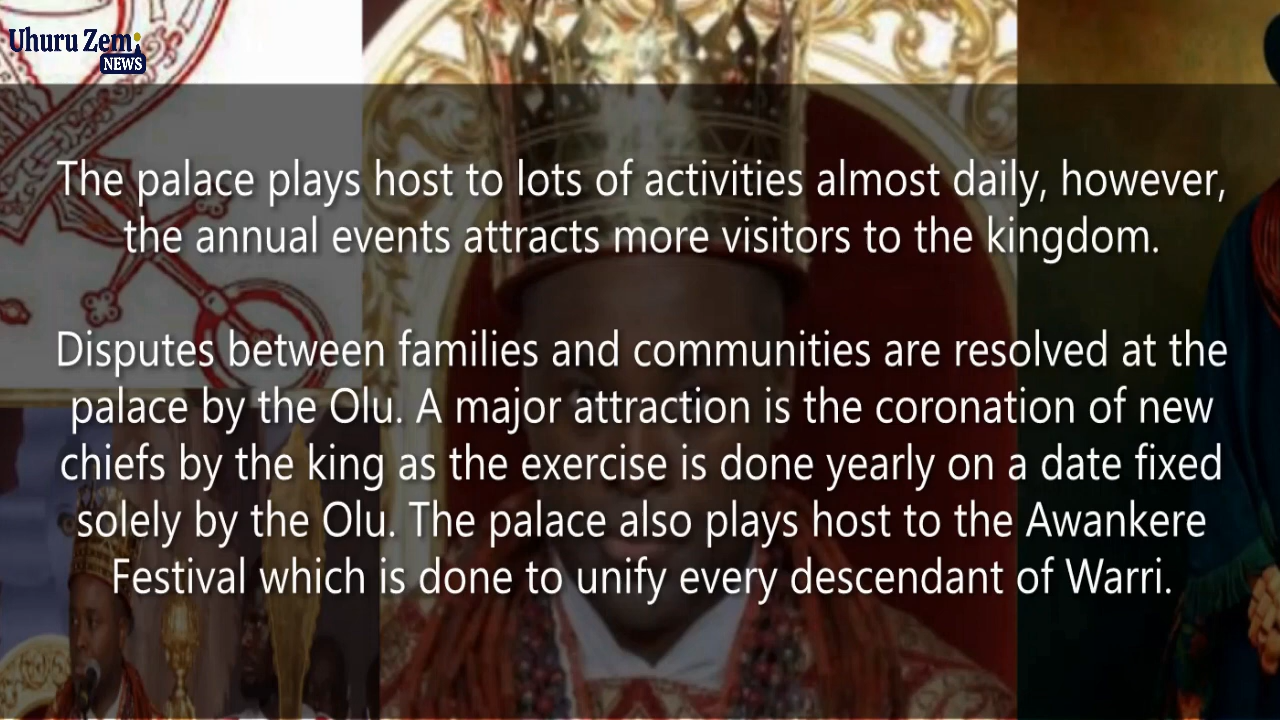 Uhuru Zemi
NEWS
The palace plays host to lots of activities almost daily, however,
the annual events attracts more visitors to the kingdom.
Disputes between families and communities are resolved at the
palace by the Olu. A major attraction is the coronation of new
chiefs by the king as the exercise is done yearly on a date fixed
solely by the Olu. The palace also plays host to the Awankere
Festival which is done to unify every descendant of Warri.